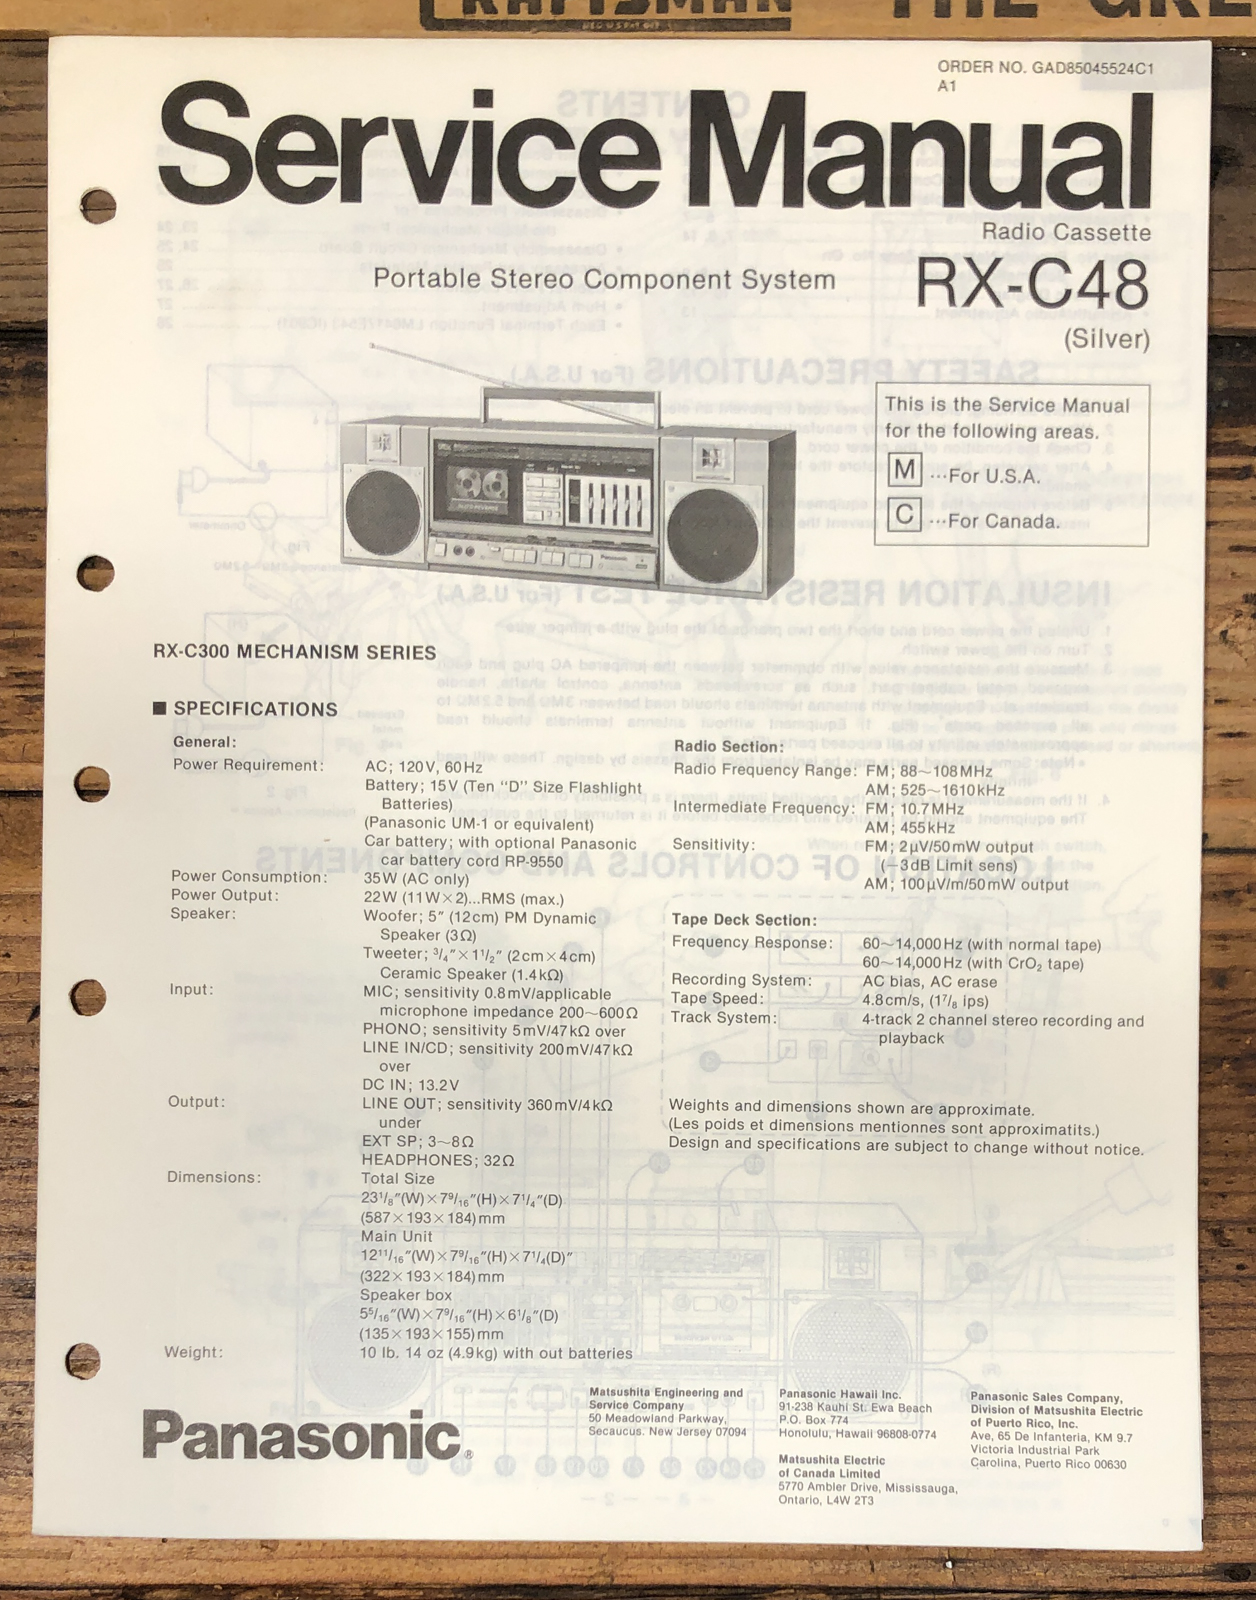 CRAFTSMAN
THE GRE
ORDER NO. GAD85045524C1
A1
Service Manual
Radio Cassette
Portable Stereo Component System
RX-C48
(Silver)
This is the Service Manual
for the following areas.
M ···For U.S.A.
C ···For Canada.
RX-C300 MECHANISM SERIES
■ SPECIFICATIONS
General:
Power Requirement: AC; 120V, 60Hz
Battery; 15V (Ten “D” Size Flashlight
Batteries)
(Panasonic UM-1 or equivalent)
Car battery; with optional Panasonic
car battery cord RP-9550
Power Consumption: 35W (AC only)
Power Output: 22W (11W×2)...RMS (max.)
Speaker: Woofer; 5″ (12cm) PM Dynamic
Speaker (3Ω)
Tweeter; 3/4″×1 1/2″ (2cm×4cm)
Ceramic Speaker (1.4kΩ)
Input: MIC; sensitivity 0.8mV/applicable
microphone impedance 200~600Ω
PHONO; sensitivity 5mV/47kΩ over
LINE IN/CD; sensitivity 200mV/47kΩ
over
DC IN; 13.2V
Output: LINE OUT; sensitivity 360mV/4kΩ
under
EXT SP; 3~8Ω
HEADPHONES; 32Ω
Dimensions: Total Size
23 1/8″(W)×7 9/16″(H)×7 1/4″(D)
(587×193×184)mm
Main Unit
12 11/16″(W)×7 9/16″(H)×7 1/4(D)″
(322×193×184)mm
Speaker box
5 5/16″(W)×7 9/16″(H)×6 1/8″(D)
(135×193×155)mm
Weight: 10 lb. 14 oz (4.9kg) with out batteries
Radio Section:
Radio Frequency Range: FM; 88~108MHz
AM; 525~1610kHz
Intermediate Frequency: FM; 10.7MHz
AM; 455kHz
Sensitivity: FM; 2μV/50mW output
(−3dB Limit sens)
AM; 100μV/m/50mW output
Tape Deck Section:
Frequency Response: 60~14,000Hz (with normal tape)
60~14,000Hz (with CrO₂ tape)
Recording System: AC bias, AC erase
Tape Speed: 4.8cm/s, (1 7/8 ips)
Track System: 4-track 2 channel stereo recording and
playback
Weights and dimensions shown are approximate.
(Les poids et dimensions mentionnes sont approximatits.)
Design and specifications are subject to change without notice.
Panasonic®
Matsushita Engineering and
Service Company
50 Meadowland Parkway,
Secaucus. New Jersey 07094
Panasonic Hawaii Inc.
91-238 Kauhi St. Ewa Beach
P.O. Box 774
Honolulu, Hawaii 96808-0774
Matsushita Electric
of Canada Limited
5770 Ambler Drive, Mississauga,
Ontario, L4W 2T3
Panasonic Sales Company,
Division of Matsushita Electric
of Puerto Rico, Inc.
Ave, 65 De Infanteria, KM 9.7
Victoria Industrial Park
Carolina, Puerto Rico 00630